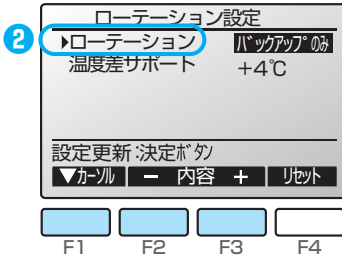 ローテーション設定
❷ ▶ローテーション バックアップのみ
温度差サポート +4℃
設定更新:決定ボタン
▼カーソル − 内容 + リセット
F1 F2 F3 F4